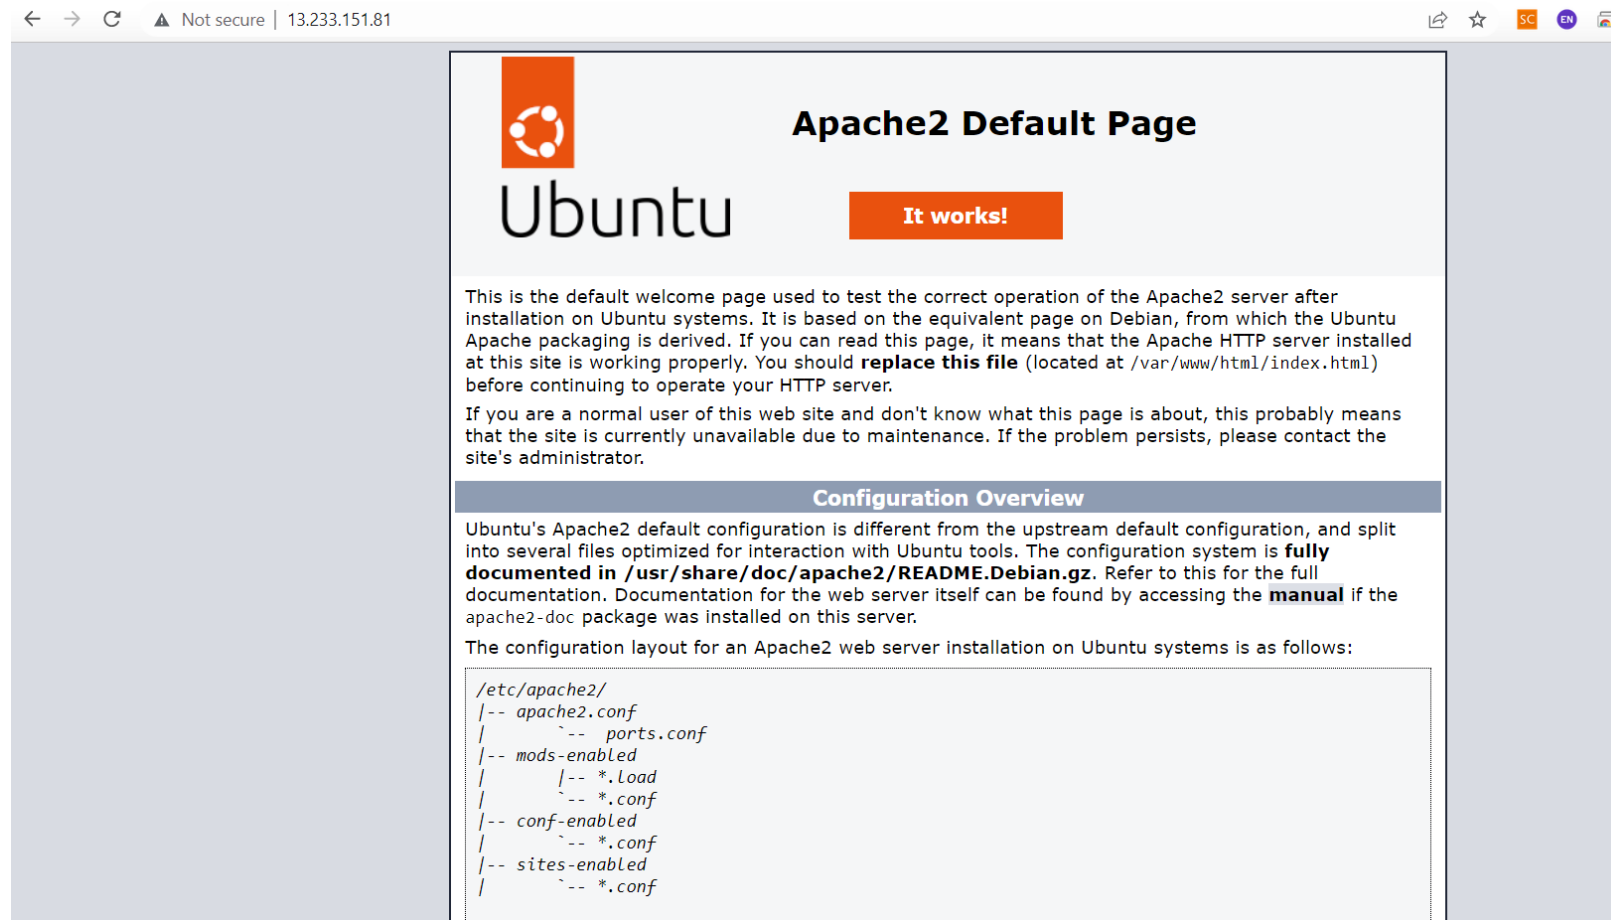 Not secure | 13.233.151.81
SC EN
Apache2 Default Page
Ubuntu
It works!
This is the default welcome page used to test the correct operation of the Apache2 server after
installation on Ubuntu systems. It is based on the equivalent page on Debian, from which the Ubuntu
Apache packaging is derived. If you can read this page, it means that the Apache HTTP server installed
at this site is working properly. You should replace this file (located at /var/www/html/index.html)
before continuing to operate your HTTP server.
If you are a normal user of this web site and don't know what this page is about, this probably means
that the site is currently unavailable due to maintenance. If the problem persists, please contact the
site's administrator.
Configuration Overview
Ubuntu's Apache2 default configuration is different from the upstream default configuration, and split
into several files optimized for interaction with Ubuntu tools. The configuration system is fully
documented in /usr/share/doc/apache2/README.Debian.gz. Refer to this for the full
documentation. Documentation for the web server itself can be found by accessing the manual if the
apache2-doc package was installed on this server.
The configuration layout for an Apache2 web server installation on Ubuntu systems is as follows:
/etc/apache2/
|-- apache2.conf
|       `--  ports.conf
|-- mods-enabled
|       |-- *.load
|       `-- *.conf
|-- conf-enabled
|       `-- *.conf
|-- sites-enabled
|       `-- *.conf